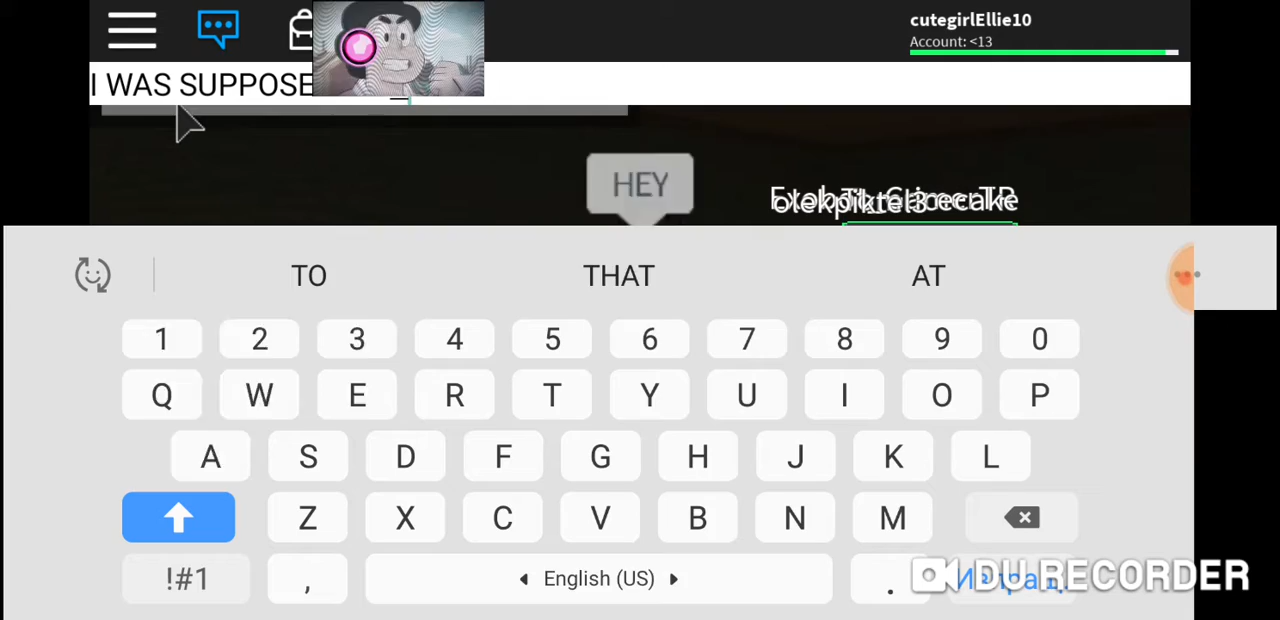 cutegirlEllie10
Account: <13
I WAS SUPPOSE
HEY
TO THAT AT
1 2 3 4 5 6 7 8 9 0
Q W E R T Y U I O P
A S D F G H J K L
Z X C V B N M
!#1 , English (US) .
DU RECORDER